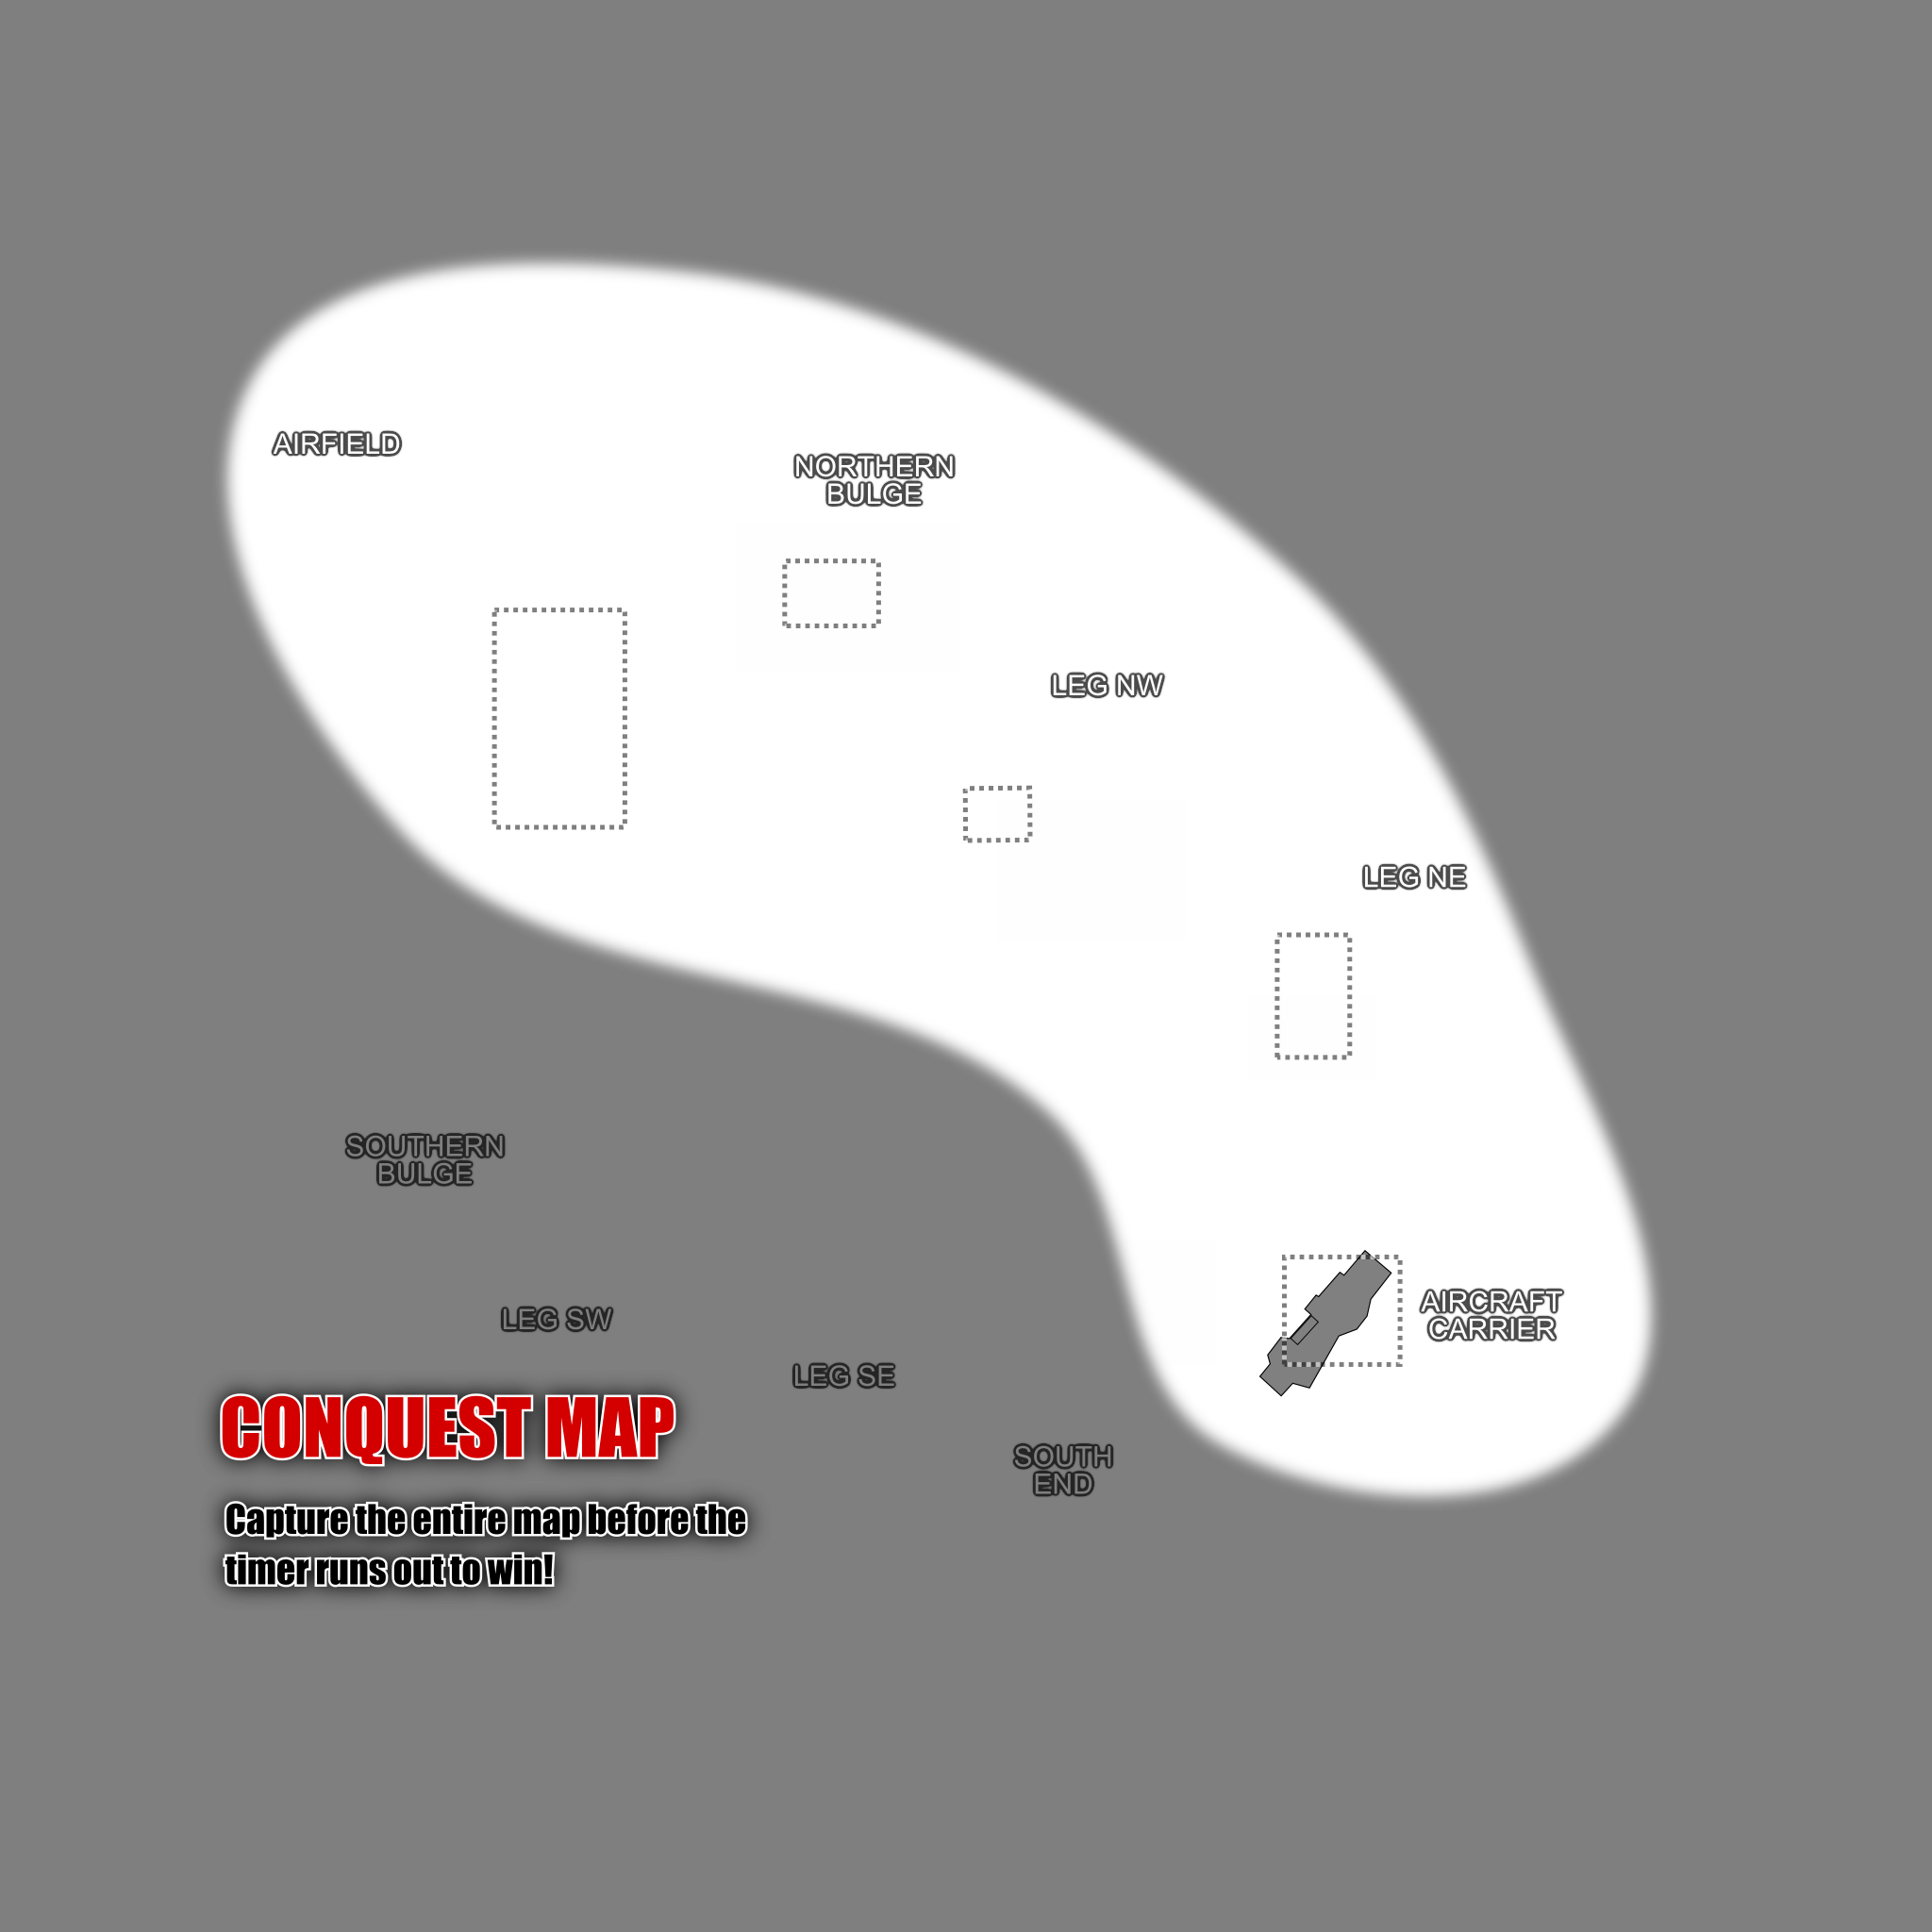 AIRFIELD
NORTHERN
BULGE
LEG NW
LEG NE
SOUTHERN
BULGE
AIRCRAFT
CARRIER
LEG SW
LEG SE
CONQUEST MAP
SOUTH
END
Capture the entire map before the
timer runs out to win!